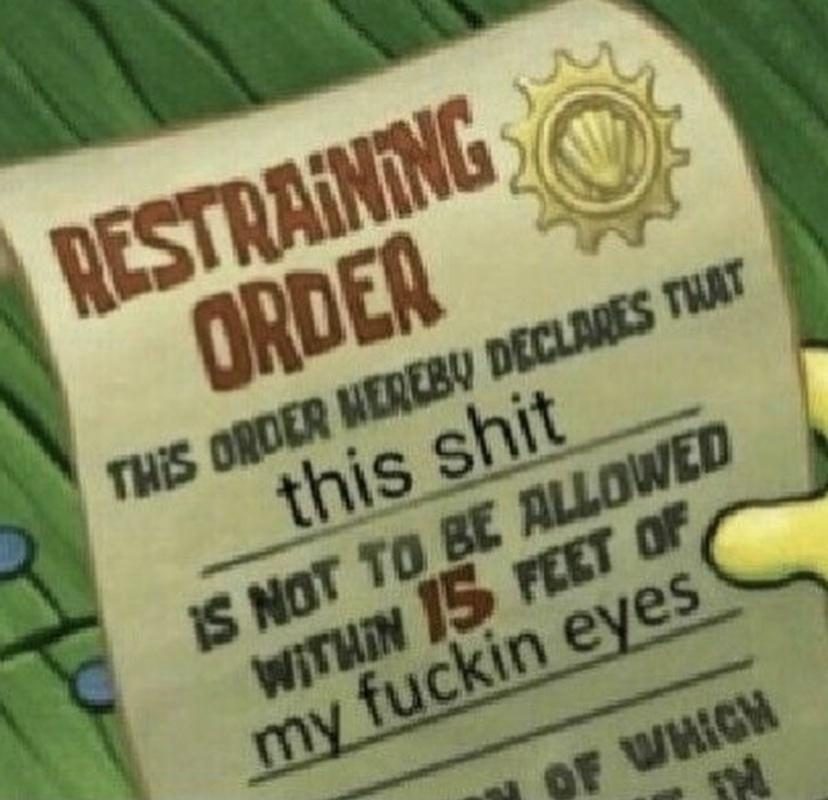 RESTRAiNiNG
ORDER
THiS ORDER HEREBY DECLARES THAT
this shit
iS NOT TO BE ALLOWED
WiTHiN 15 FEET OF
my fuckin eyes
OF WHiCH
IN